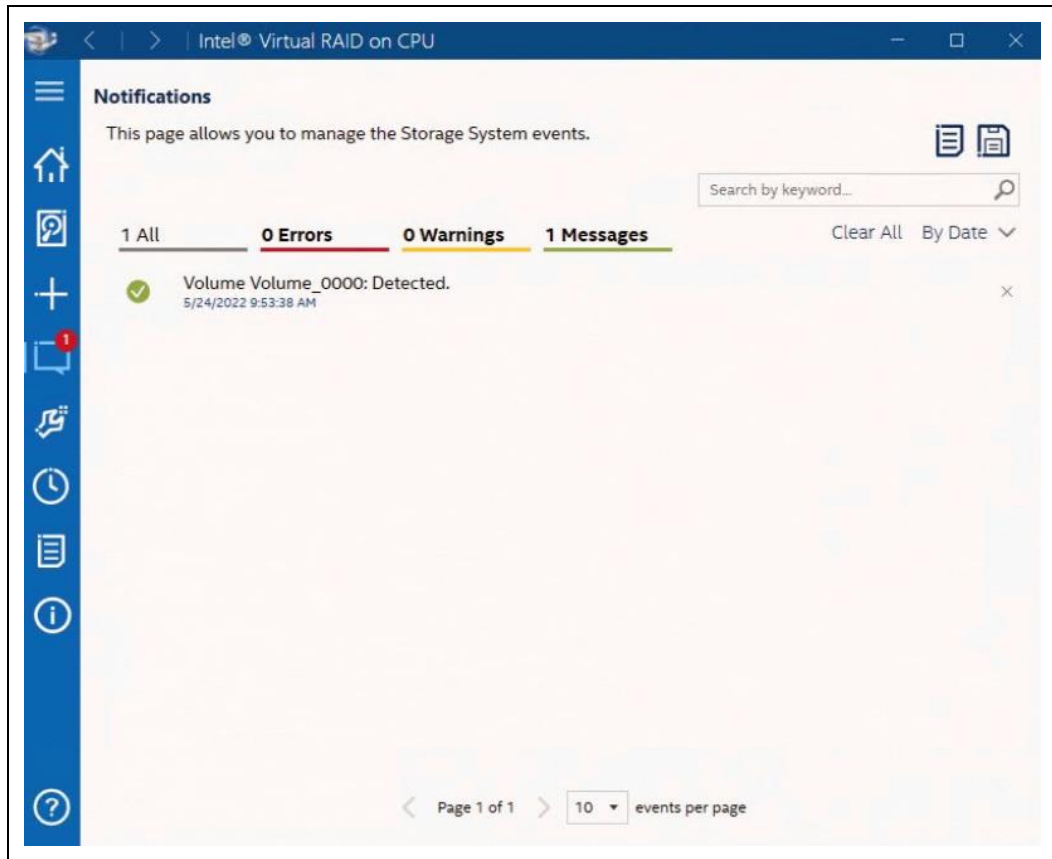 Intel® Virtual RAID on CPU
Notifications
This page allows you to manage the Storage System events.
Search by keyword...
1 All 0 Errors 0 Warnings 1 Messages Clear All By Date
Volume Volume_0000: Detected.
5/24/2022 9:53:38 AM
1
Page 1 of 1 10 events per page